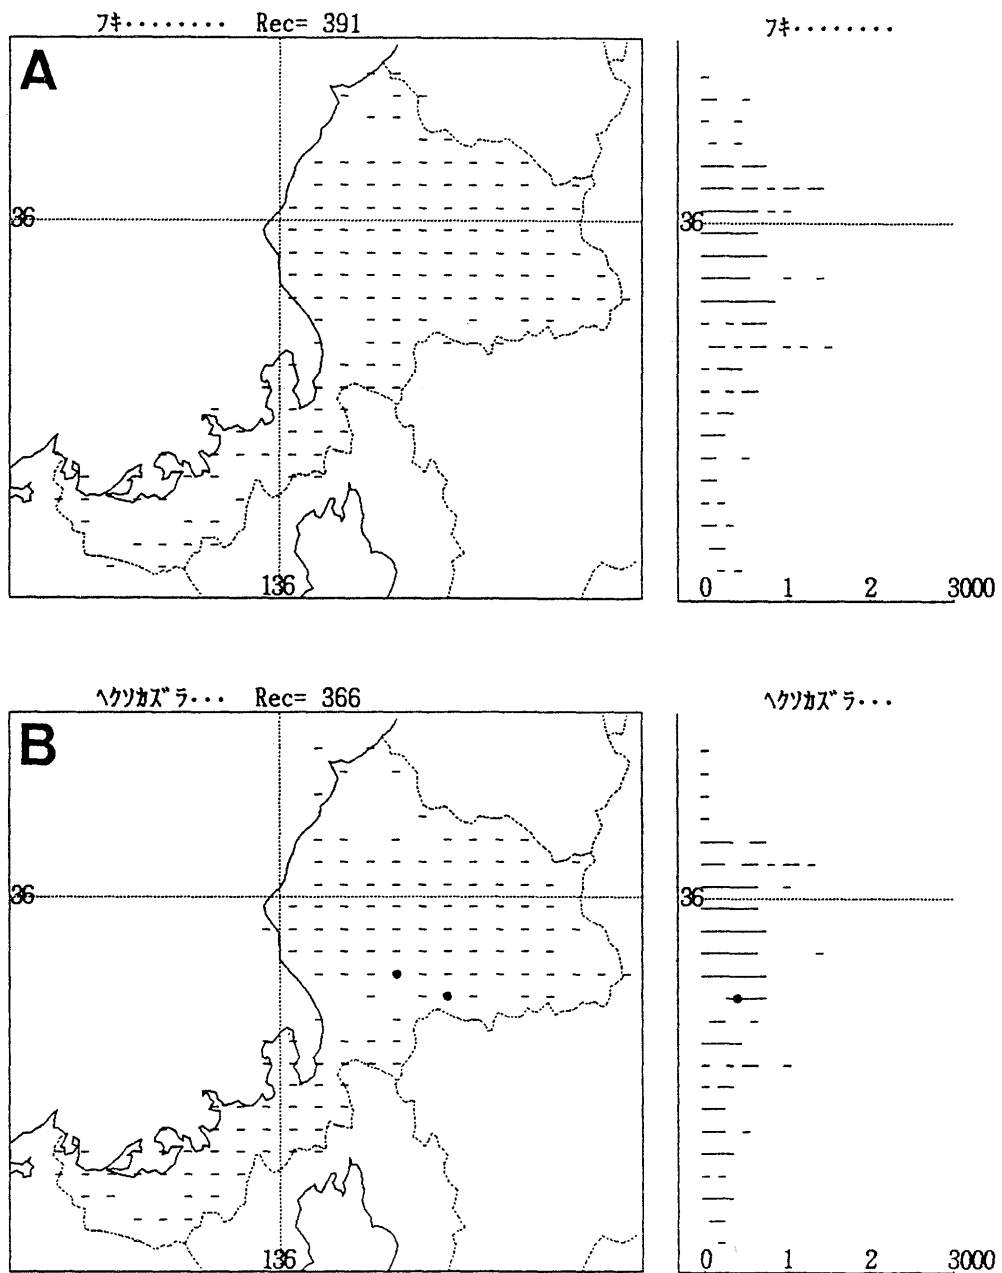 ﾌｷ········ Rec= 391
ﾌｷ········
A
36
136
36
0 1 2 3000
ﾍｸｿｶｽﾞﾗ··· Rec= 366
ﾍｸｿｶｽﾞﾗ···
B
36
136
36
0 1 2 3000